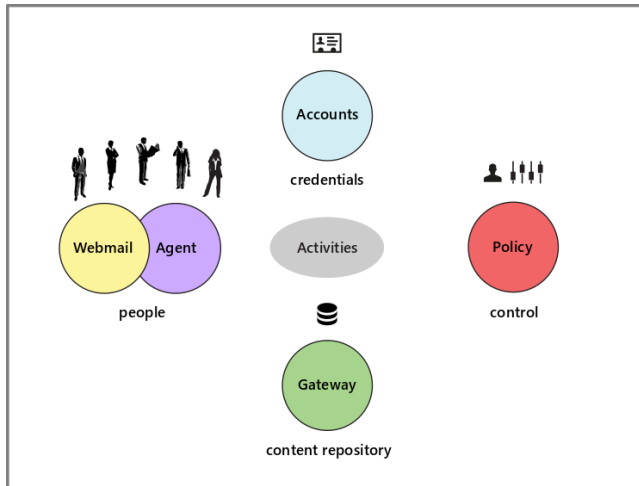 Accounts
credentials
Webmail
Agent
people
Activities
Policy
control
Gateway
content repository